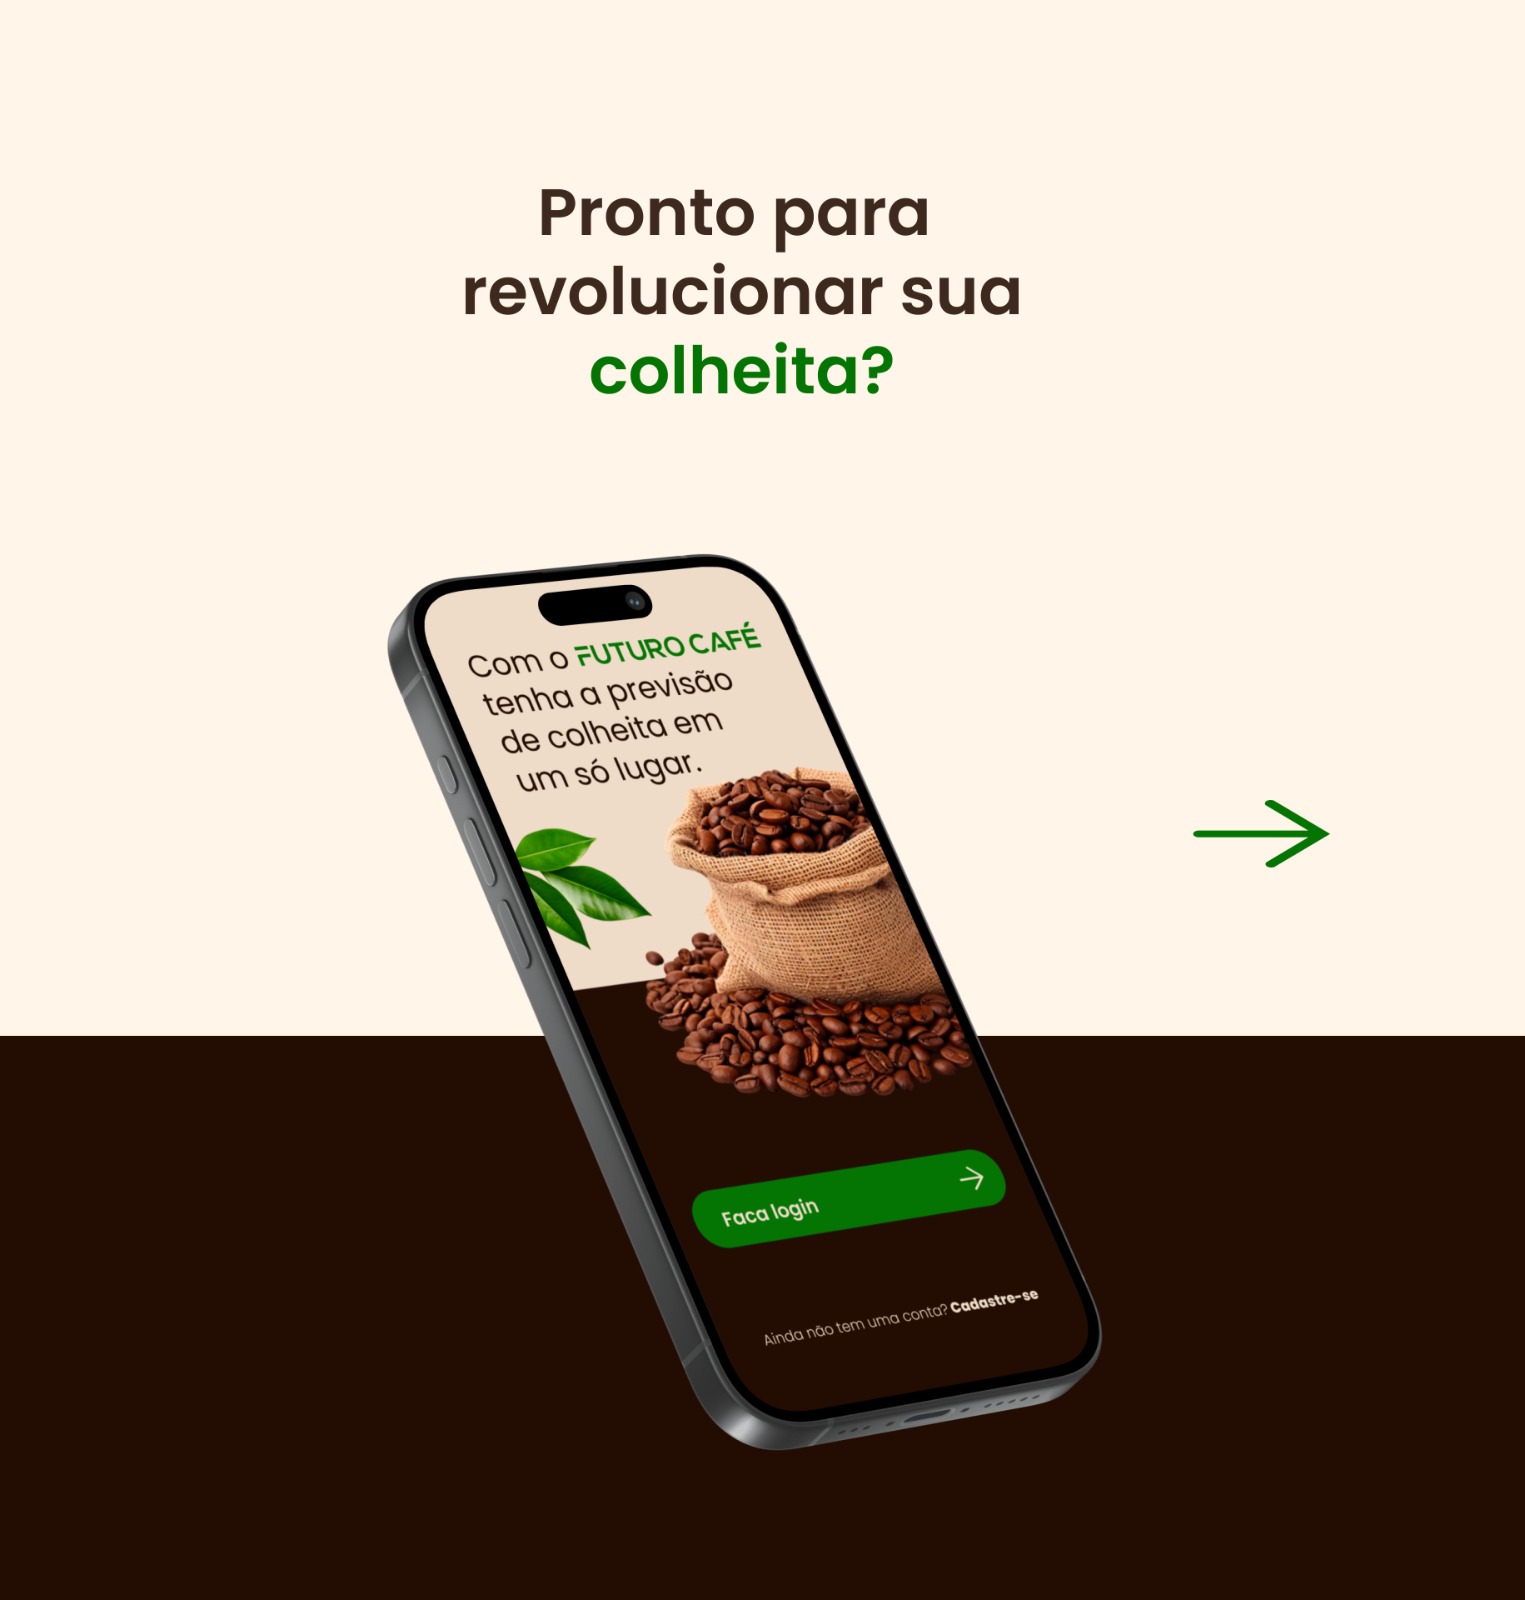 Pronto para
revolucionar sua
colheita?
Com o FUTURO CAFÉ
tenha a previsão
de colheita em
um só lugar.
Faca login
Ainda não tem uma conta? Cadastre-se